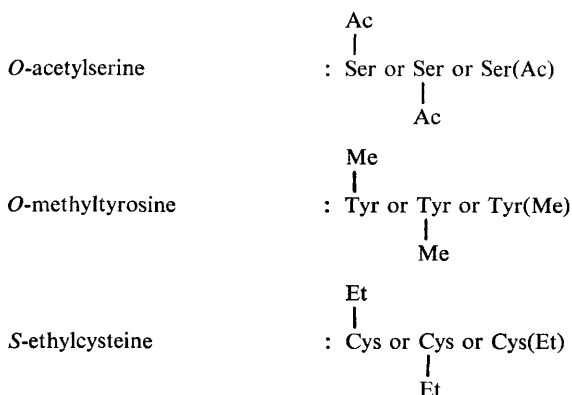 Ac
O-acetylserine : Ser or Ser or Ser(Ac)
Ac
Me
O-methyltyrosine : Tyr or Tyr or Tyr(Me)
Me
Et
S-ethylcysteine : Cys or Cys or Cys(Et)
Et